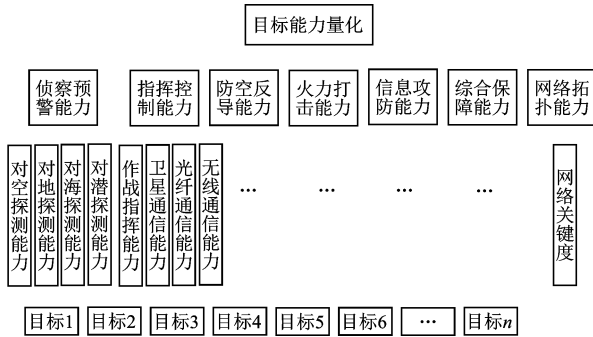 目标能力量化
侦察预
警能力
指挥控
制能力
防空反
导能力
火力打
击能力
信息攻
防能力
综合保
障能力
网络拓
扑能力
对空探测能力
对地探测能力
对海探测能力
对潜探测能力
作战指挥能力
卫星通信能力
光纤通信能力
无线通信能力
…
…
…
…
网络关键度
目标1
目标2
目标3
目标4
目标5
目标6
…
目标n